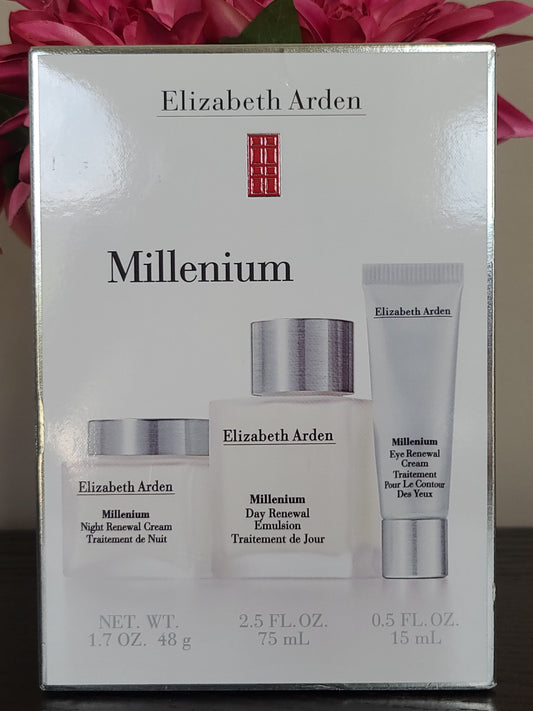 Elizabeth Arden
Millenium
Elizabeth Arden
Millenium
Night Renewal Cream
Traitement de Nuit
Elizabeth Arden
Millenium
Day Renewal
Emulsion
Traitement de Jour
Elizabeth Arden
Millenium
Eye Renewal
Cream
Traitement
Pour Le Contour
Des Yeux
NET. WT.
1.7 OZ. 48 g
2.5 FL.OZ.
75 mL
0.5 FL.OZ.
15 mL